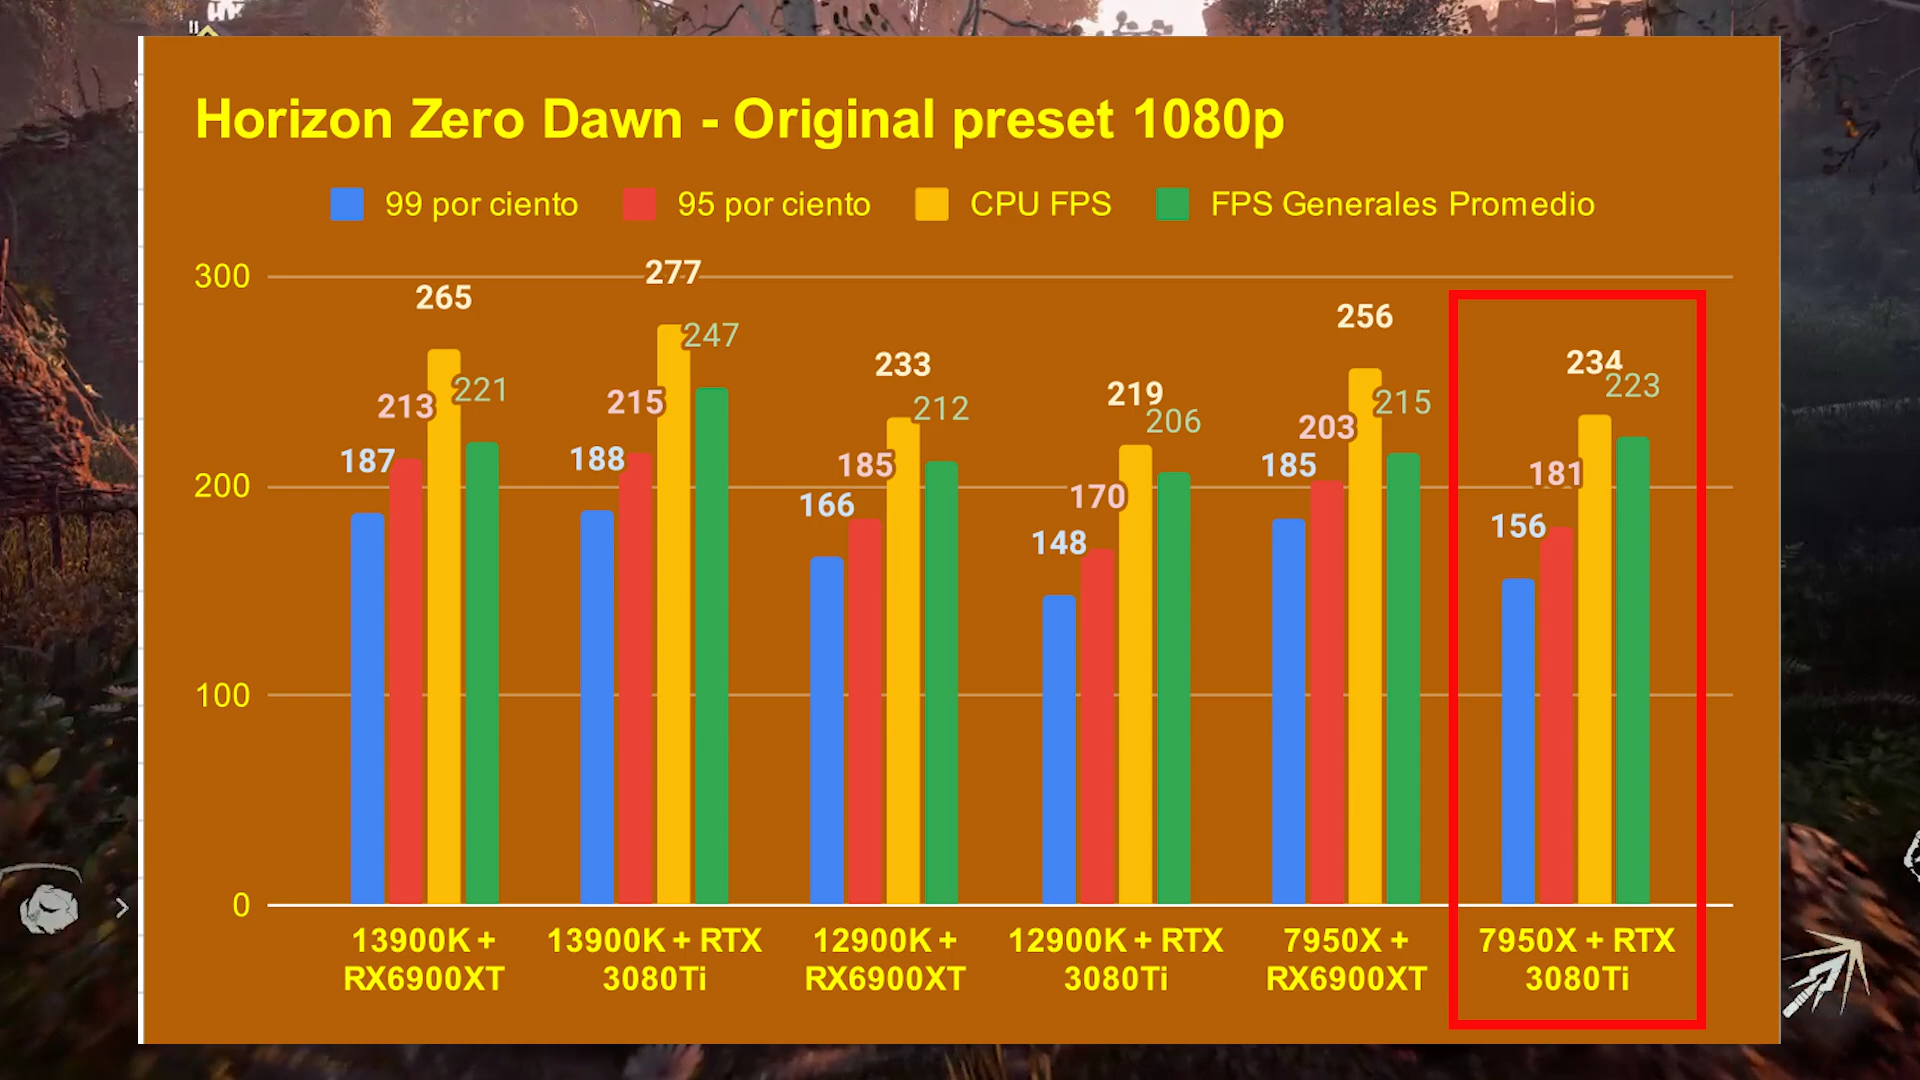 Horizon Zero Dawn - Original preset 1080p
99 por ciento 95 por ciento CPU FPS FPS Generales Promedio
300
200
100
0
187 213 265 221
188 215 277 247
166 185 233 212
148 170 219 206
185 203 256 215
156 181 234 223
13900K +
RX6900XT
13900K + RTX
3080Ti
12900K +
RX6900XT
12900K + RTX
3080Ti
7950X +
RX6900XT
7950X + RTX
3080Ti